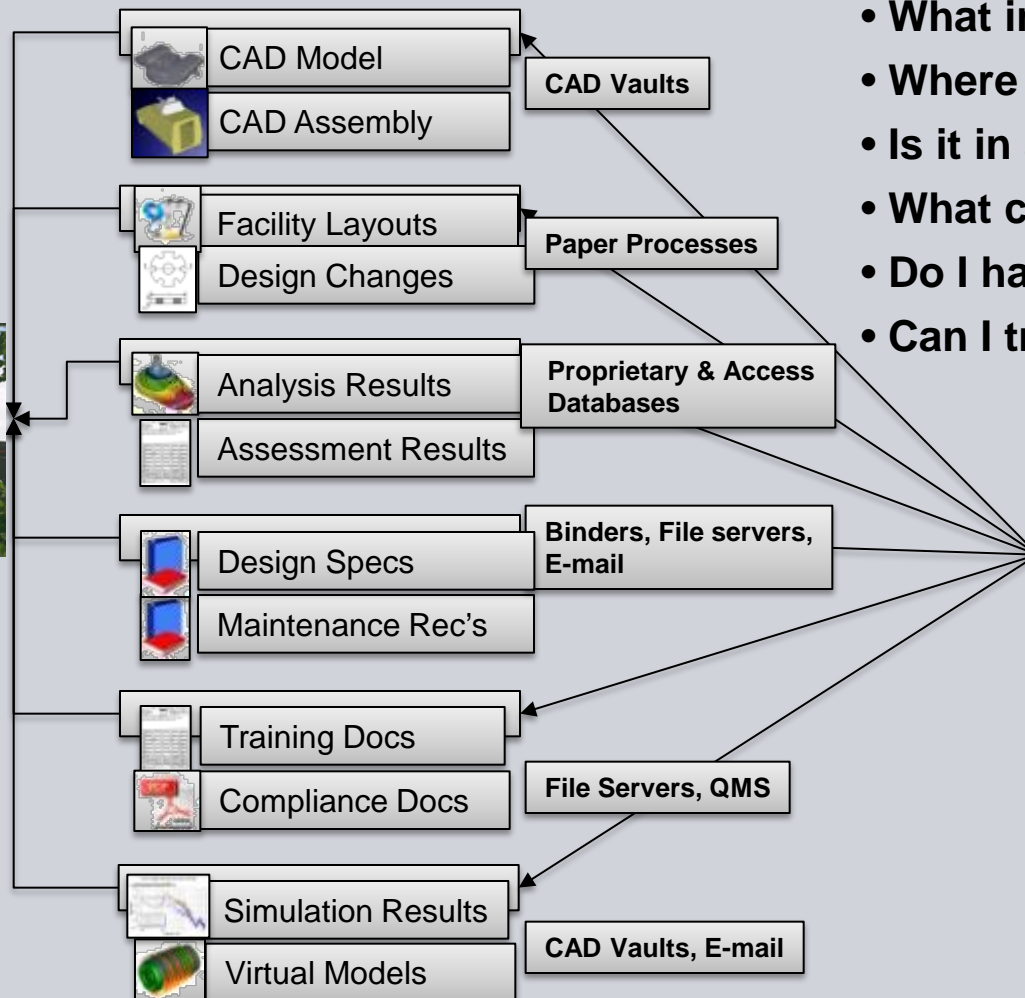 CAD Model
CAD Assembly
CAD Vaults
Facility Layouts
Design Changes
Paper Processes
Analysis Results
Assessment Results
Proprietary & Access
Databases
Design Specs
Maintenance Rec's
Binders, File servers,
E-mail
Training Docs
Compliance Docs
File Servers, QMS
Simulation Results
Virtual Models
CAD Vaults, E-mail
• What
• Where
• Is it in
• What
• Do I
• Can I